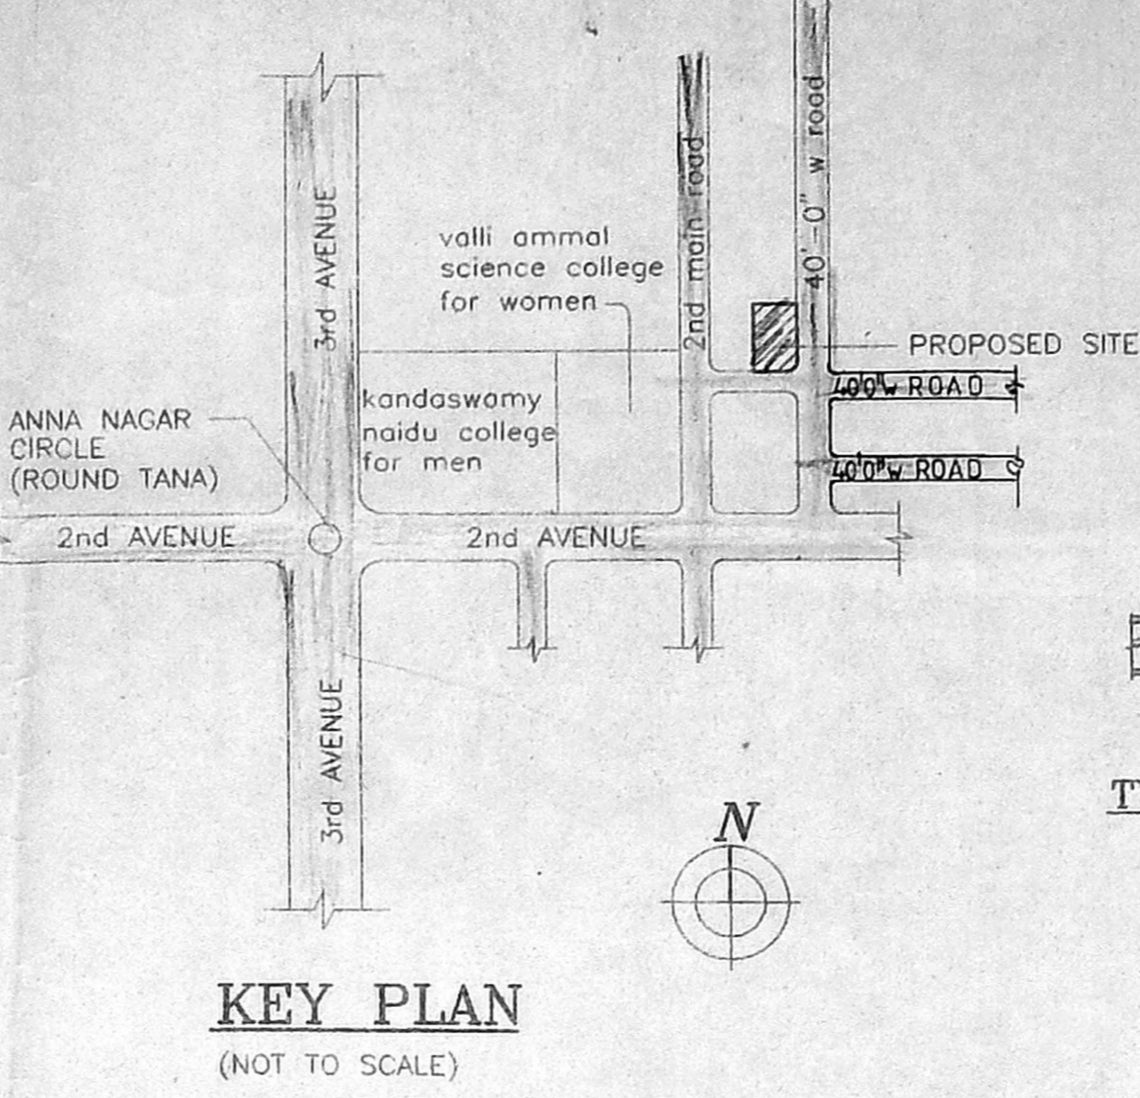 3rd AVENUE
2nd main road
40'-0" w road
valli ammal
science college
for women
PROPOSED SITE
40'0"w ROAD
kandaswamy
naidu college
for men
ANNA NAGAR
CIRCLE
(ROUND TANA)
40'0"w ROAD
2nd AVENUE
2nd AVENUE
3rd AVENUE
N
KEY PLAN
(NOT TO SCALE)